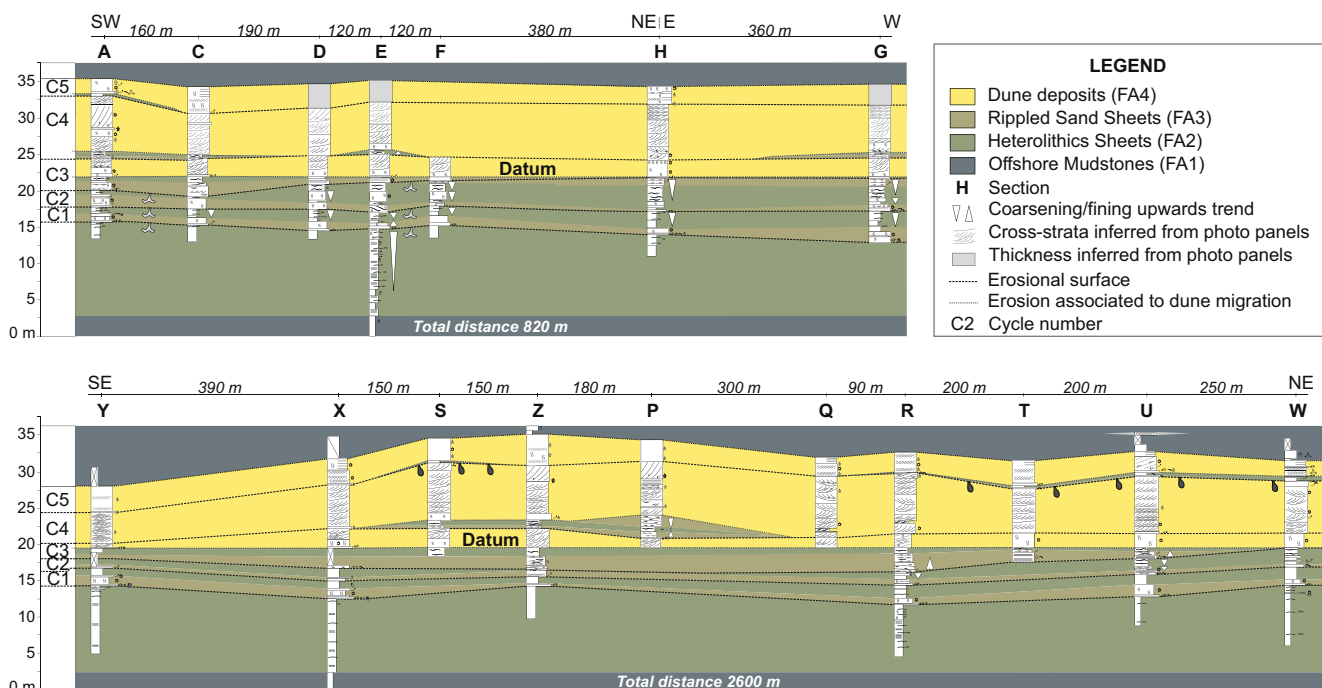 SW 160 m 190 m 120 m 120 m 380 m NE E 360 m W
A C D E F H G
35
30
25
20
15
10
5
0 m
C5
C4
C3
C2
C1
Datum
Total distance 820 m
LEGEND
Dune deposits (FA4)
Rippled Sand Sheets (FA3)
Heterolithics Sheets (FA2)
Offshore Mudstones (FA1)
H Section
Coarsening/fining upwards trend
Cross-strata inferred from photo panels
Thickness inferred from photo panels
Erosional surface
Erosion associated to dune migration
C2 Cycle number
SE 390 m 150 m 150 m 180 m 300 m 90 m 200 m 200 m 250 m NE
Y X S Z P Q R T U W
35
30
25
20
15
10
5
0 m
C5
C4
C3
C2
C1
Datum
Total distance 2600 m